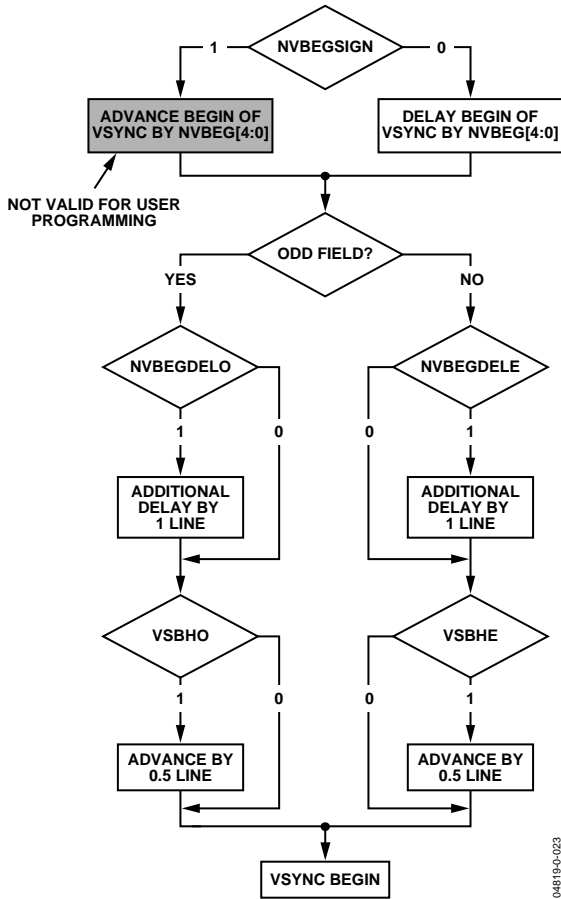 NVBEGSIGN
1
0
ADVANCE BEGIN OF
VSYNC BY NVBEG[4:0]
DELAY BEGIN OF
VSYNC BY NVBEG[4:0]
NOT VALID FOR USER
PROGRAMMING
ODD FIELD?
YES
NO
NVBEGDELO
NVBEGDELE
1
0
0
1
ADDITIONAL
DELAY BY
1 LINE
ADDITIONAL
DELAY BY
1 LINE
VSBHO
VSBHE
1
0
0
1
ADVANCE BY
0.5 LINE
ADVANCE BY
0.5 LINE
VSYNC BEGIN
04819-0-023